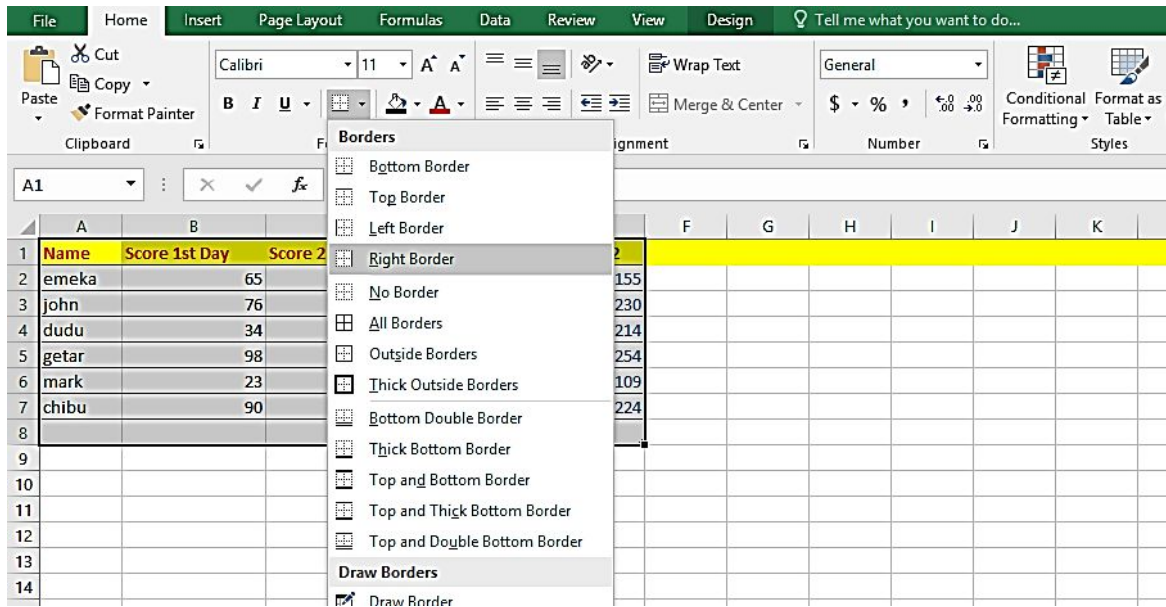 File Home Insert Page Layout Formulas Data Review View Design Tell me what you want to do...
Cut
Copy
Format Painter
Paste
Clipboard
Calibri 11 A A
B I U A
Wrap Text
Merge & Center
ignment
General
$ % , .00 .0
Number
Conditional Formatting
Format as Table
Styles
A1 fx
A B F G H I J K
1 Name Score 1st Day Score 2 2
2 emeka 65 155
3 john 76 230
4 dudu 34 214
5 getar 98 254
6 mark 23 109
7 chibu 90 224
8
9
10
11
12
13
14
Borders
Bottom Border
Top Border
Left Border
Right Border
No Border
All Borders
Outside Borders
Thick Outside Borders
Bottom Double Border
Thick Bottom Border
Top and Bottom Border
Top and Thick Bottom Border
Top and Double Bottom Border
Draw Borders
Draw Border